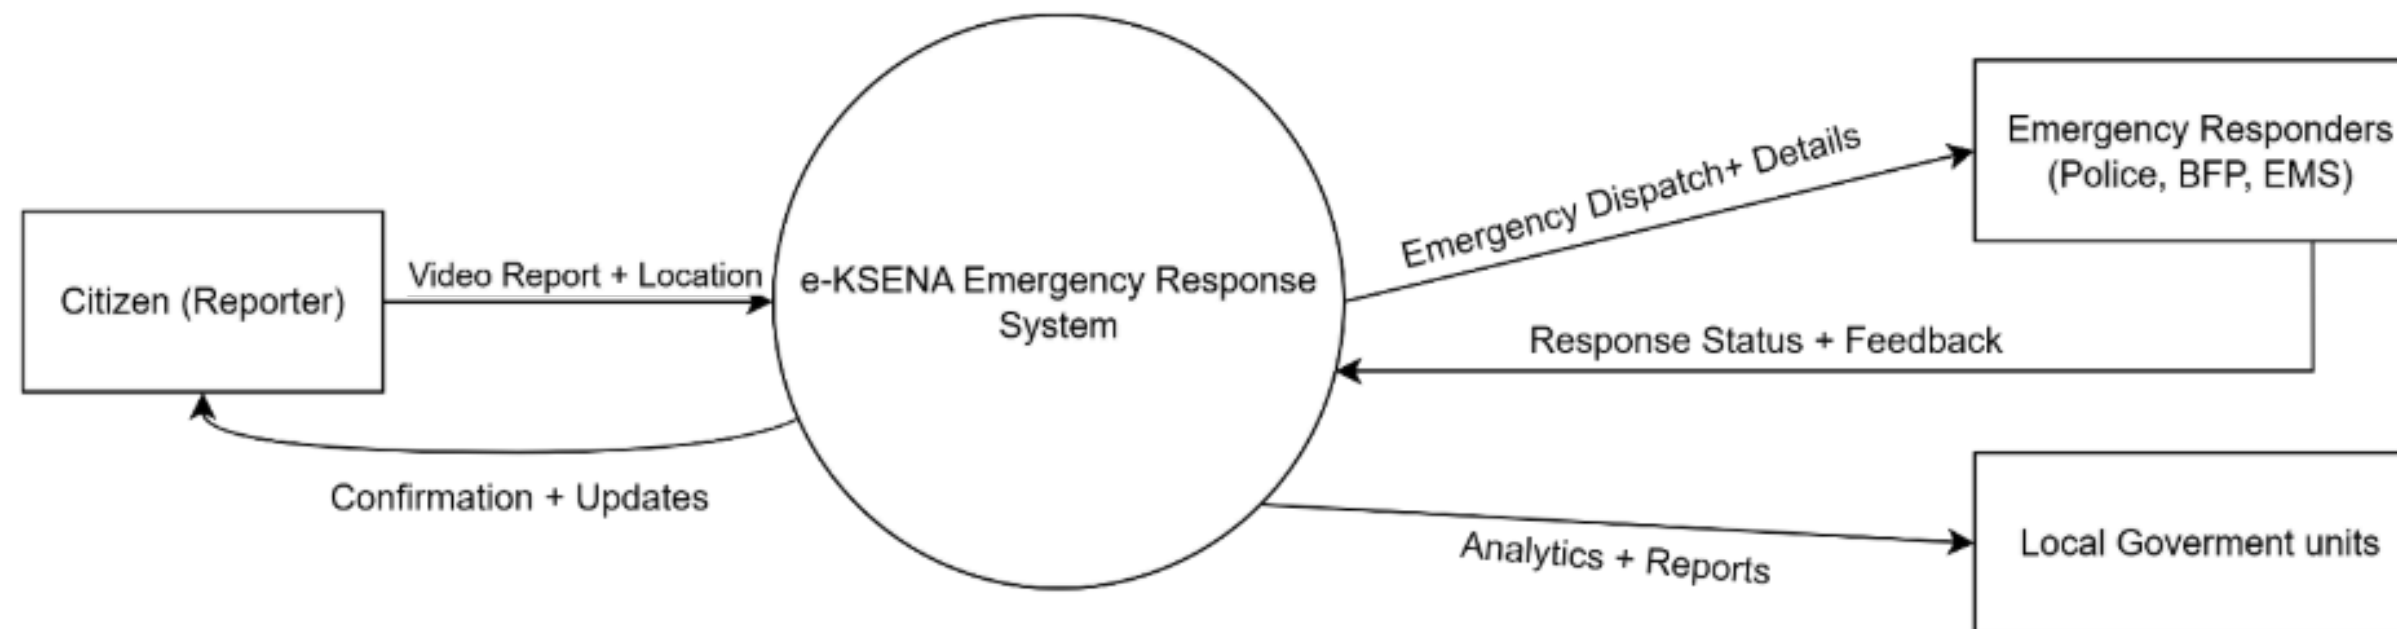 Citizen (Reporter)
Video Report + Location
Confirmation + Updates
e-KSENA Emergency Response
System
Emergency Dispatch+ Details
Emergency Responders
(Police, BFP, EMS)
Response Status + Feedback
Analytics + Reports
Local Goverment units